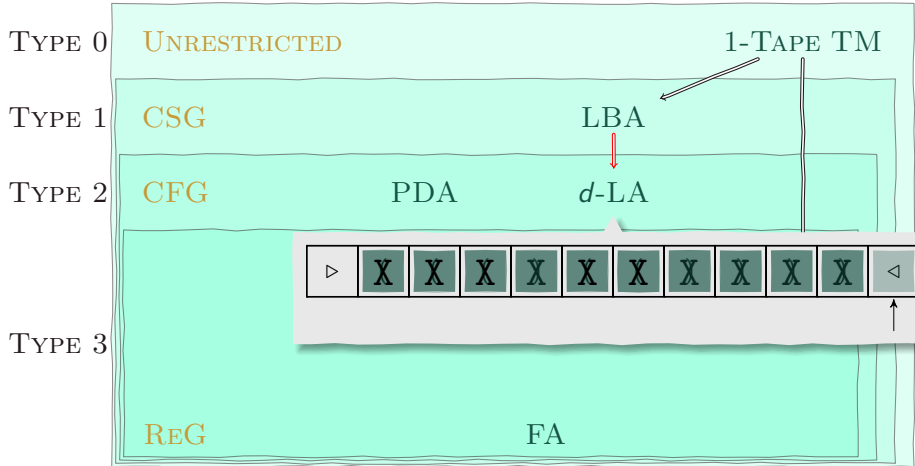 TYPE 0 UNRESTRICTED 1-TAPE TM
TYPE 1 CSG LBA
TYPE 2 CFG PDA d-LA
▷ X X X X X X X X X X ◁
TYPE 3
REG FA